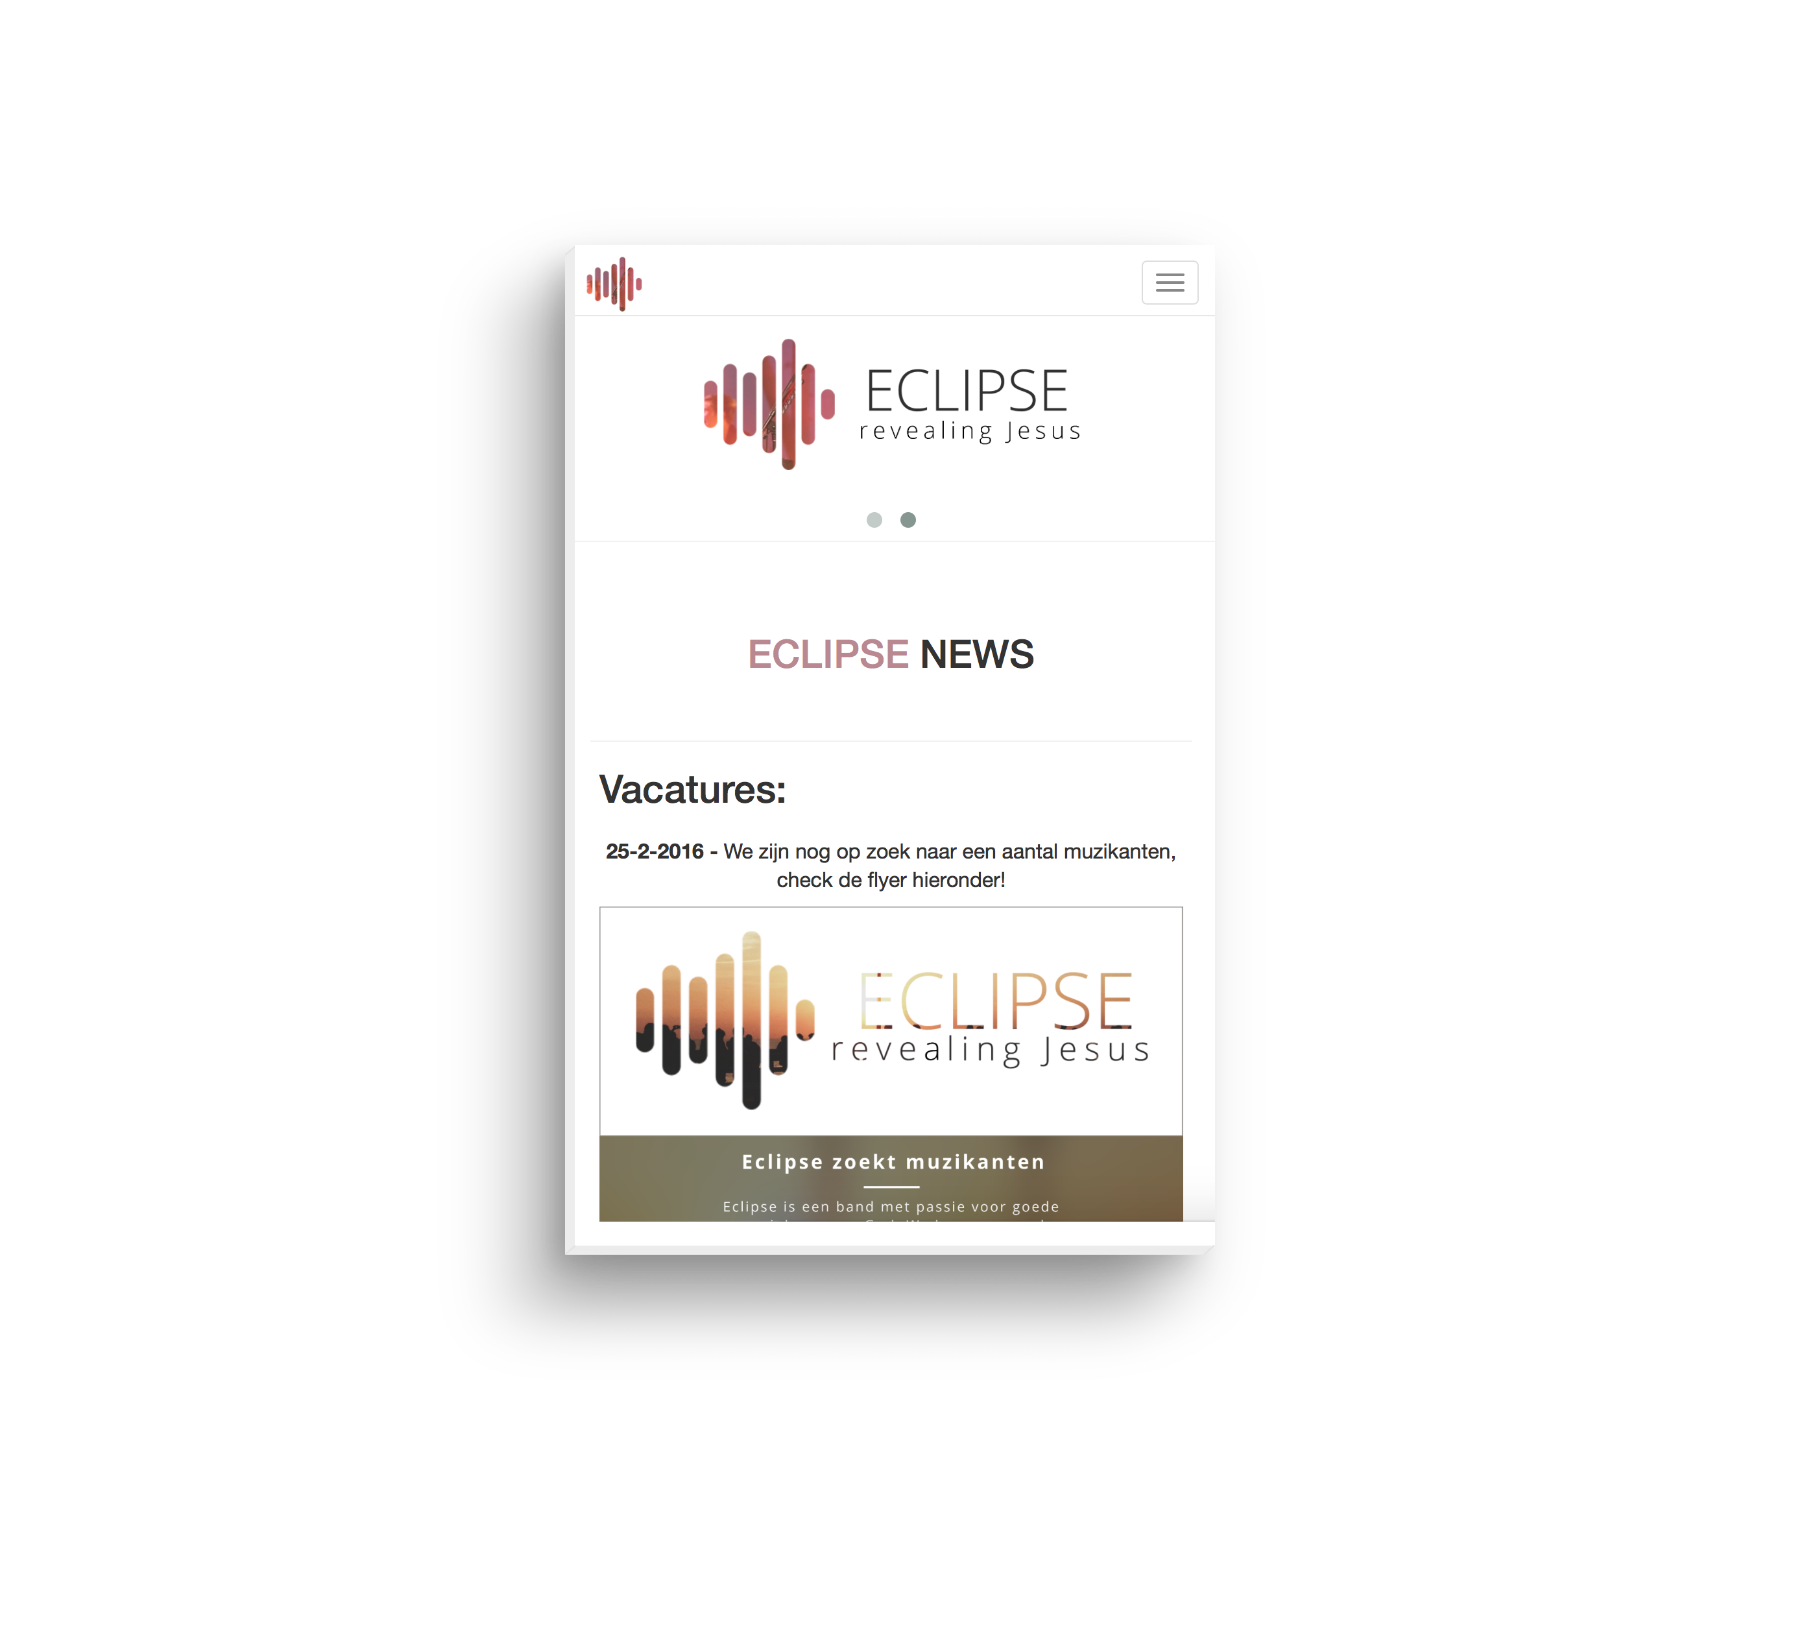 ECLIPSE
revealing Jesus
ECLIPSE NEWS
Vacatures:
25-2-2016 - We zijn nog op zoek naar een aantal muzikanten,
check de flyer hieronder!
ECLIPSE
revealing Jesus
Eclipse zoekt muzikanten
Eclipse is een band met passie voor goede